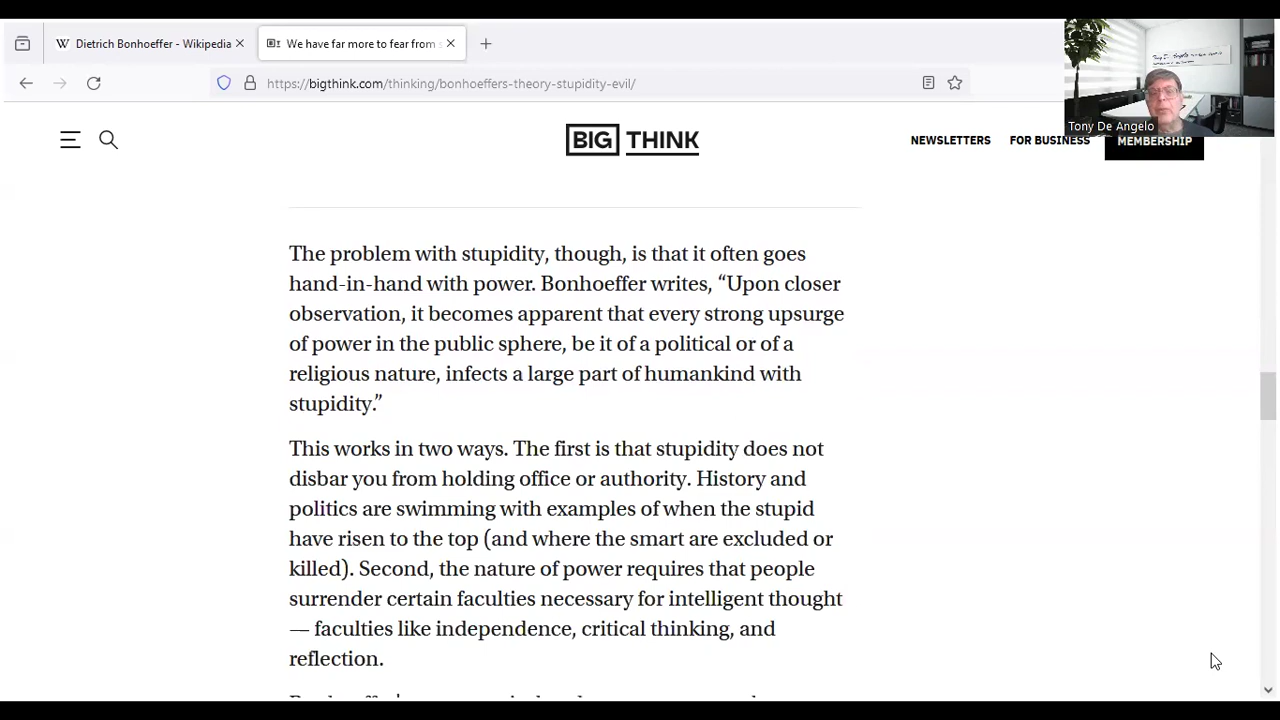 Dietrich Bonhoeffer - Wikipedia
We have far more to fear from
https://bigthink.com/thinking/bonhoeffers-theory-stupidity-evil/
Tony De Angelo
BIG THINK
NEWSLETTERS
FOR BUSINESS
MEMBERSHIP
The problem with stupidity, though, is that it often goes
hand-in-hand with power. Bonhoeffer writes, “Upon closer
observation, it becomes apparent that every strong upsurge
of power in the public sphere, be it of a political or of a
religious nature, infects a large part of humankind with
stupidity.”
This works in two ways. The first is that stupidity does not
disbar you from holding office or authority. History and
politics are swimming with examples of when the stupid
have risen to the top (and where the smart are excluded or
killed). Second, the nature of power requires that people
surrender certain faculties necessary for intelligent thought
— faculties like independence, critical thinking, and
reflection.